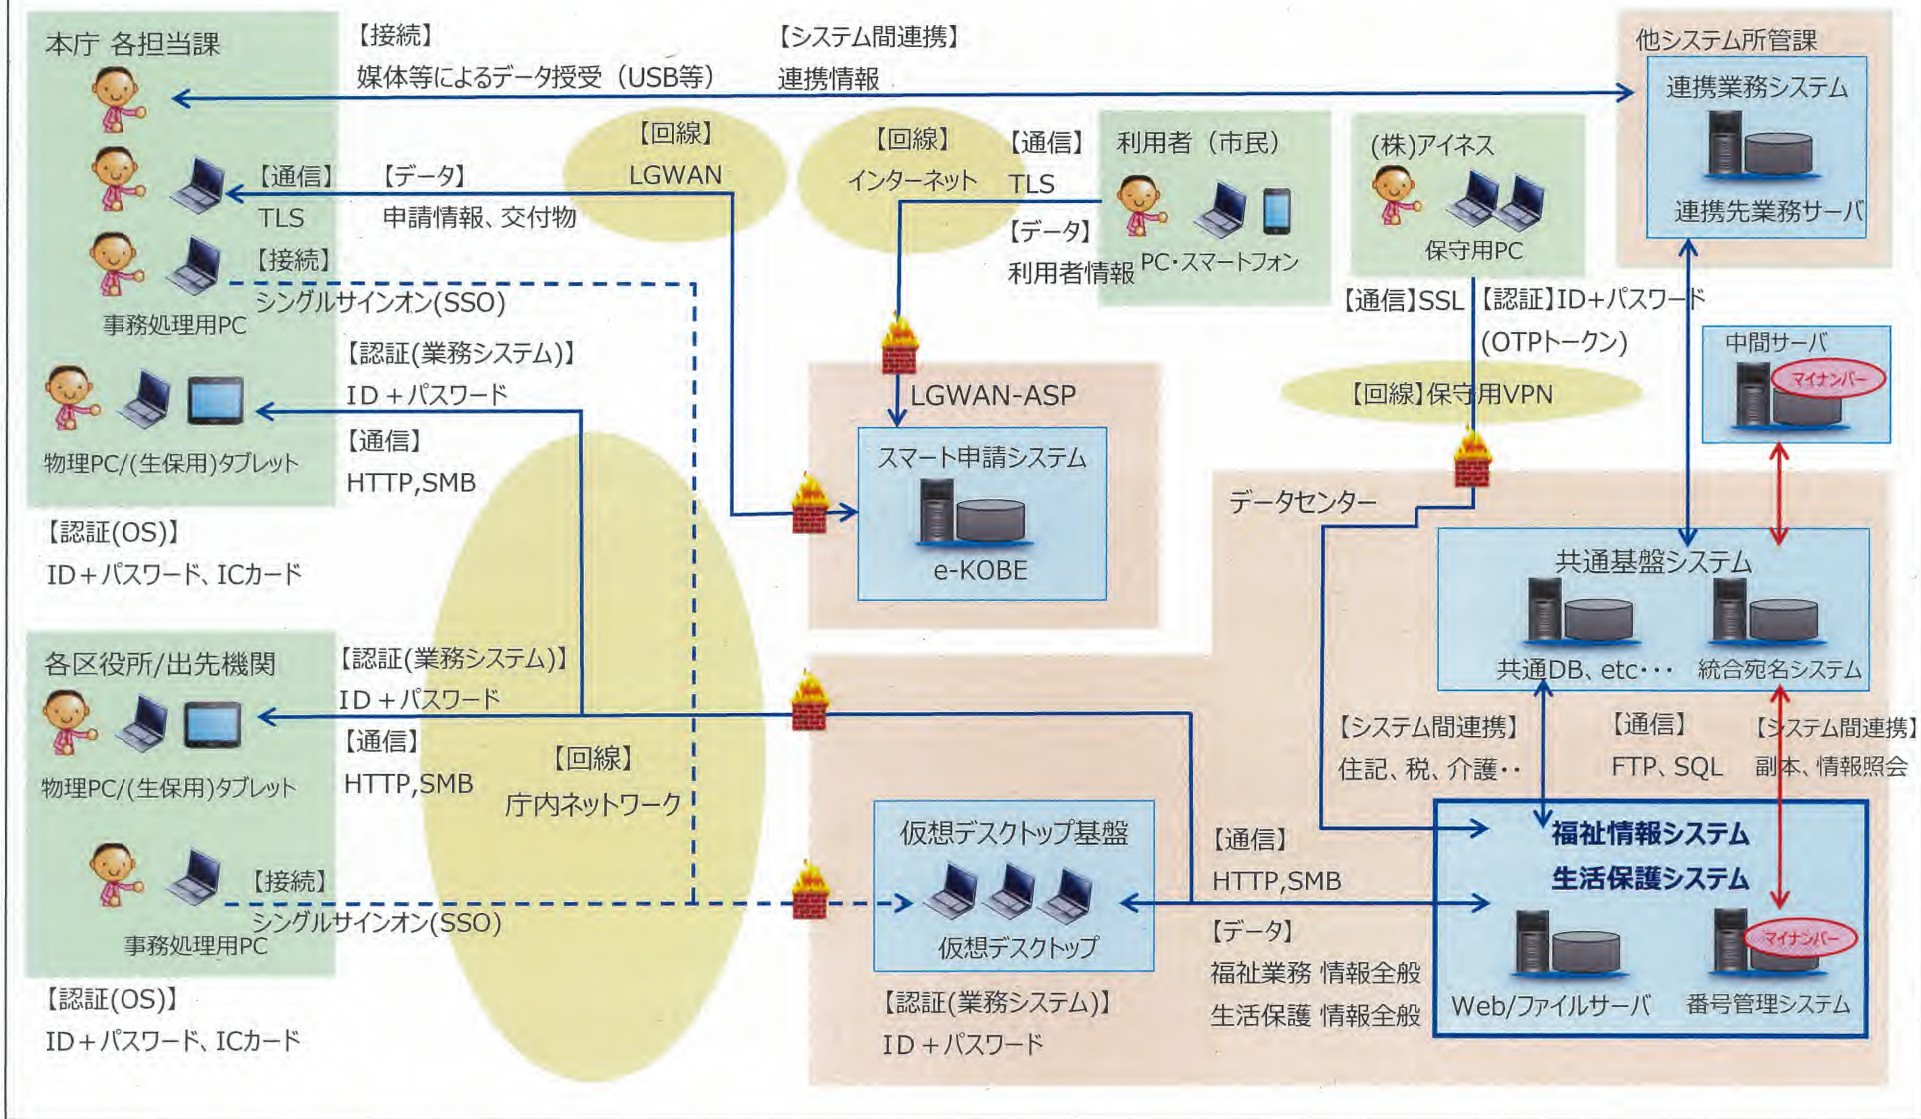 本庁 各担当課
【接続】
媒体等によるデータ授受（USB等）
【システム間連携】
連携情報
他システム所管課
連携業務システム
連携先業務サーバ
【回線】
LGWAN
【回線】
インターネット
【通信】
TLS
【データ】
利用者情報
利用者（市民）
PC・スマートフォン
(株)アイネス
保守用PC
【通信】
TLS
【データ】
申請情報、交付物
【接続】
シングルサインオン(SSO)
事務処理用PC
【通信】SSL
【認証】ID+パスワード
(OTPトークン)
中間サーバ
マイナンバー
【認証(業務システム)】
ID＋パスワード
【通信】
HTTP,SMB
物理PC/(生保用)タブレット
【認証(OS)】
ID＋パスワード、ICカード
LGWAN-ASP
スマート申請システム
e-KOBE
【回線】保守用VPN
データセンター
共通基盤システム
共通DB、etc・・・
統合宛名システム
各区役所/出先機関
【認証(業務システム)】
ID＋パスワード
【通信】
HTTP,SMB
物理PC/(生保用)タブレット
【回線】
庁内ネットワーク
【接続】
シングルサインオン(SSO)
事務処理用PC
【認証(OS)】
ID＋パスワード、ICカード
【システム間連携】
住記、税、介護・・
【通信】
FTP、SQL
【システム間連携】
副本、情報照会
仮想デスクトップ基盤
仮想デスクトップ
【認証(業務システム)】
ID＋パスワード
【通信】
HTTP,SMB
【データ】
福祉業務 情報全般
生活保護 情報全般
福祉情報システム
生活保護システム
マイナンバー
Web/ファイルサーバ
番号管理システム